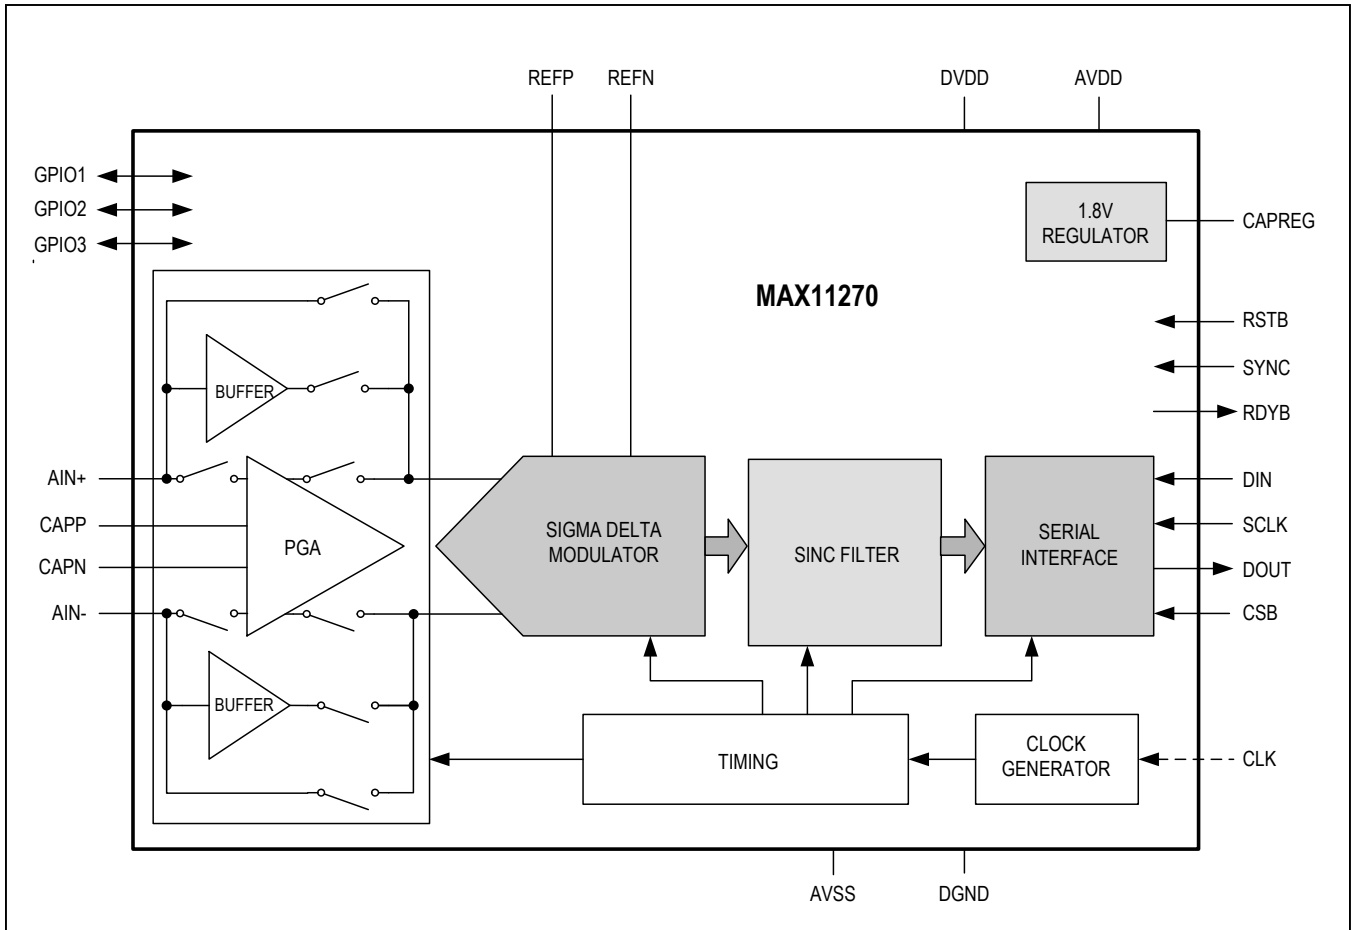 REFP
REFN
DVDD
AVDD
GPIO1
GPIO2
GPIO3
1.8V
REGULATOR
CAPREG
MAX11270
RSTB
SYNC
RDYB
BUFFER
AIN+
CAPP
CAPN
AIN-
PGA
SIGMA DELTA
MODULATOR
SINC FILTER
SERIAL
INTERFACE
DIN
SCLK
DOUT
CSB
BUFFER
TIMING
CLOCK
GENERATOR
CLK
AVSS
DGND